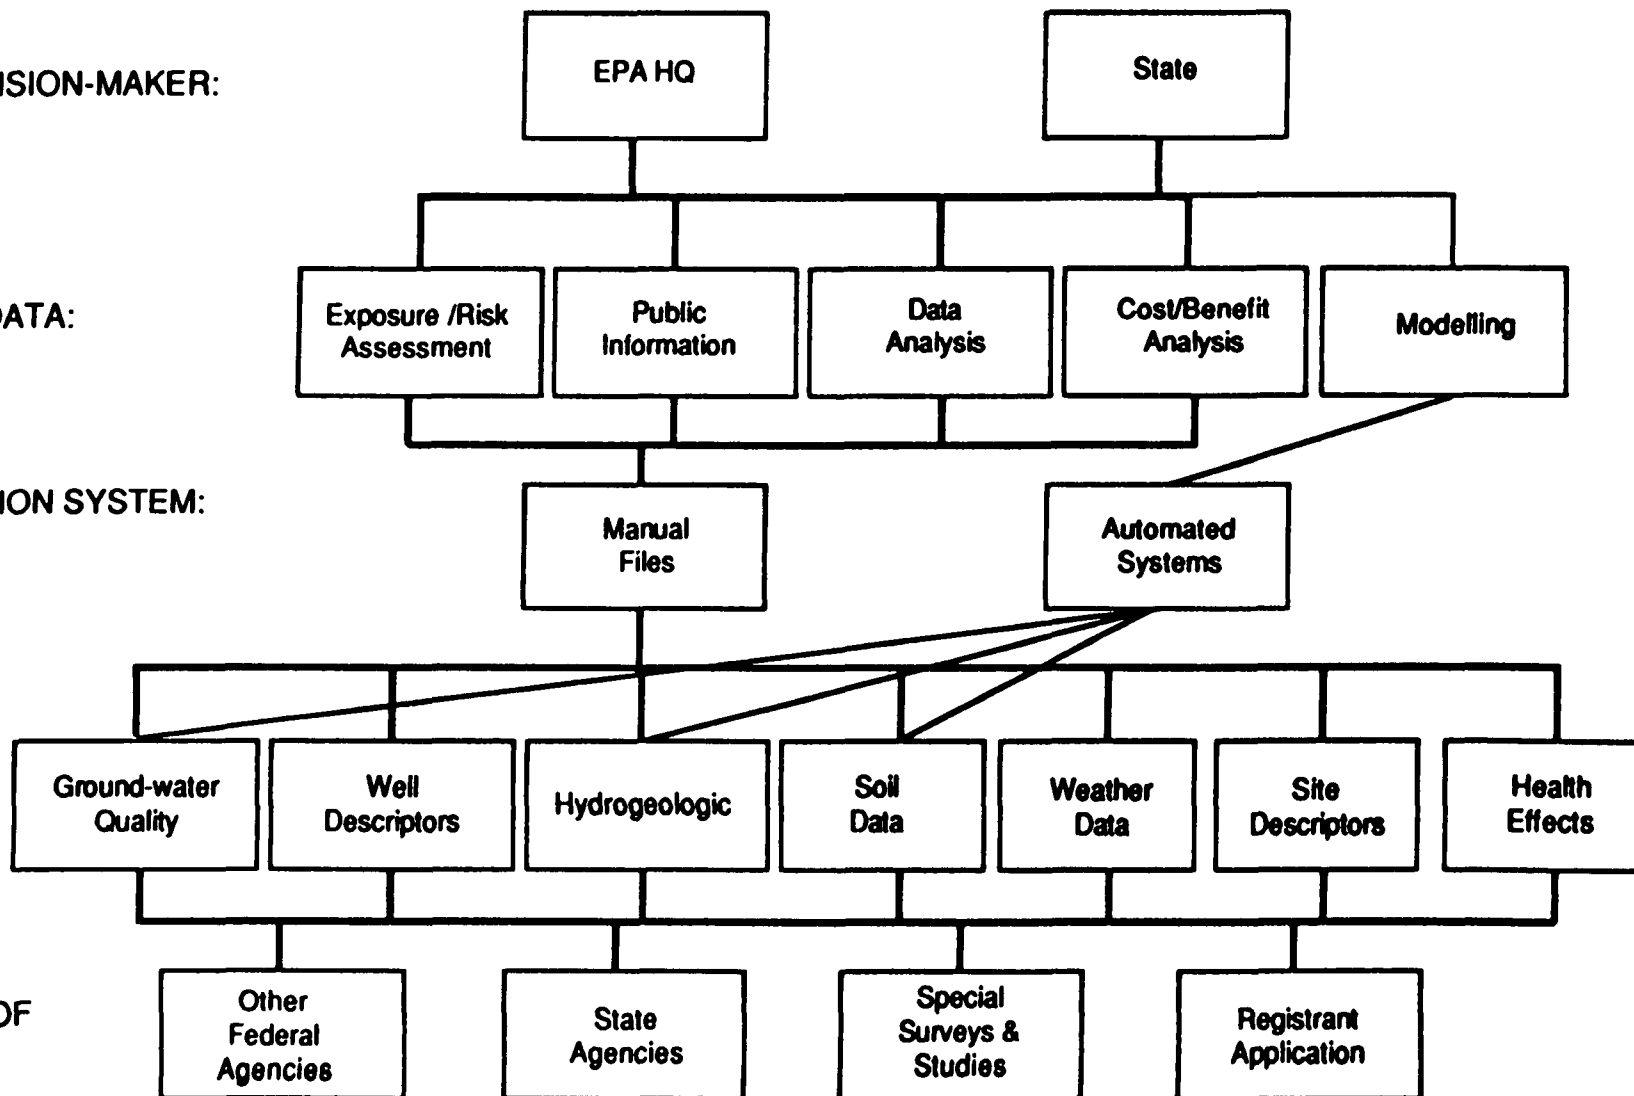 ISION-MAKER:
EPA HQ
State
DATA:
Exposure /Risk
Assessment
Public
Information
Data
Analysis
Cost/Benefit
Analysis
Modelling
ION SYSTEM:
Manual
Files
Automated
Systems
Ground-water
Quality
Well
Descriptors
Hydrogeologic
Soil
Data
Weather
Data
Site
Descriptors
Health
Effects
OF
Other
Federal
Agencies
State
Agencies
Special
Surveys &
Studies
Registrant
Application